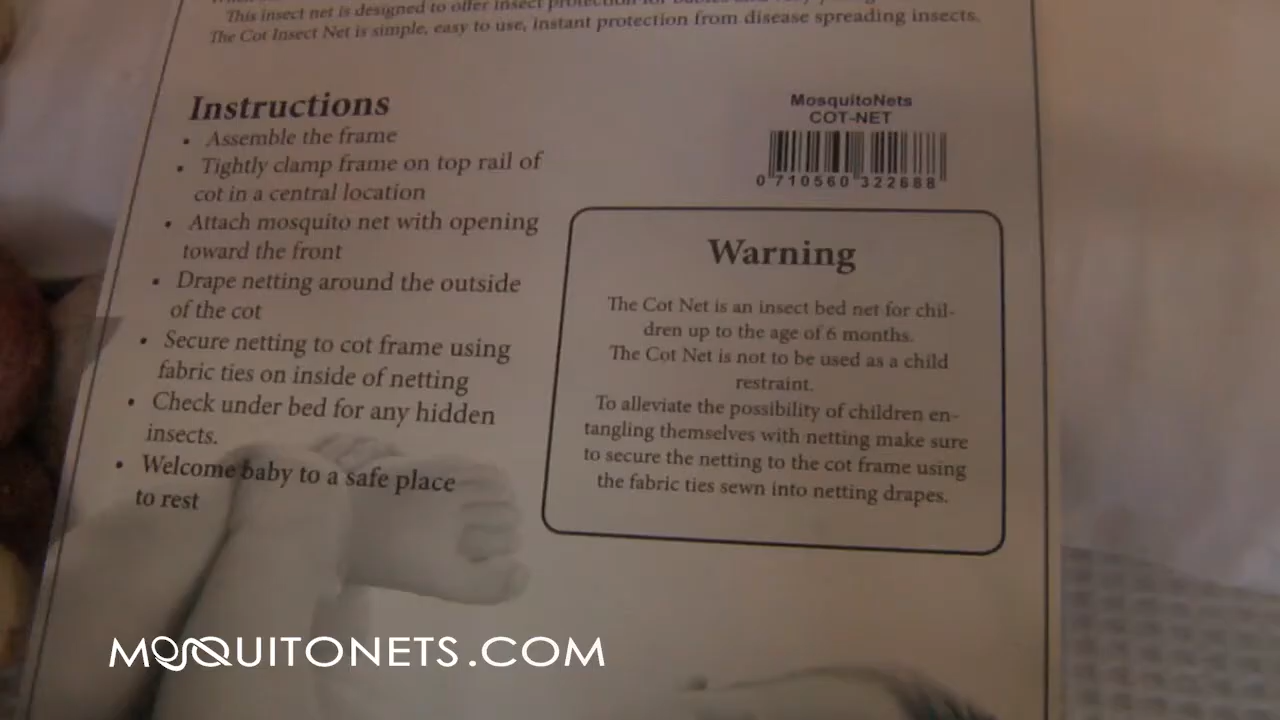 This insect net is designed to offer insect protection for babies and very young
The Cot Insect Net is simple, easy to use, instant protection from disease spreading insects.
Instructions
• Assemble the frame
• Tightly clamp frame on top rail of
cot in a central location
• Attach mosquito net with opening
toward the front
• Drape netting around the outside
of the cot
• Secure netting to cot frame using
fabric ties on inside of netting
• Check under bed for any hidden
insects.
• Welcome baby to a safe place
to rest
MosquitoNets
COT-NET
0 710560 322688
Warning
The Cot Net is an insect bed net for chil-
dren up to the age of 6 months.
The Cot Net is not to be used as a child
restraint.
To alleviate the possibility of children en-
tangling themselves with netting make sure
to secure the netting to the cot frame using
the fabric ties sewn into netting drapes.
MOSQUITONETS.COM